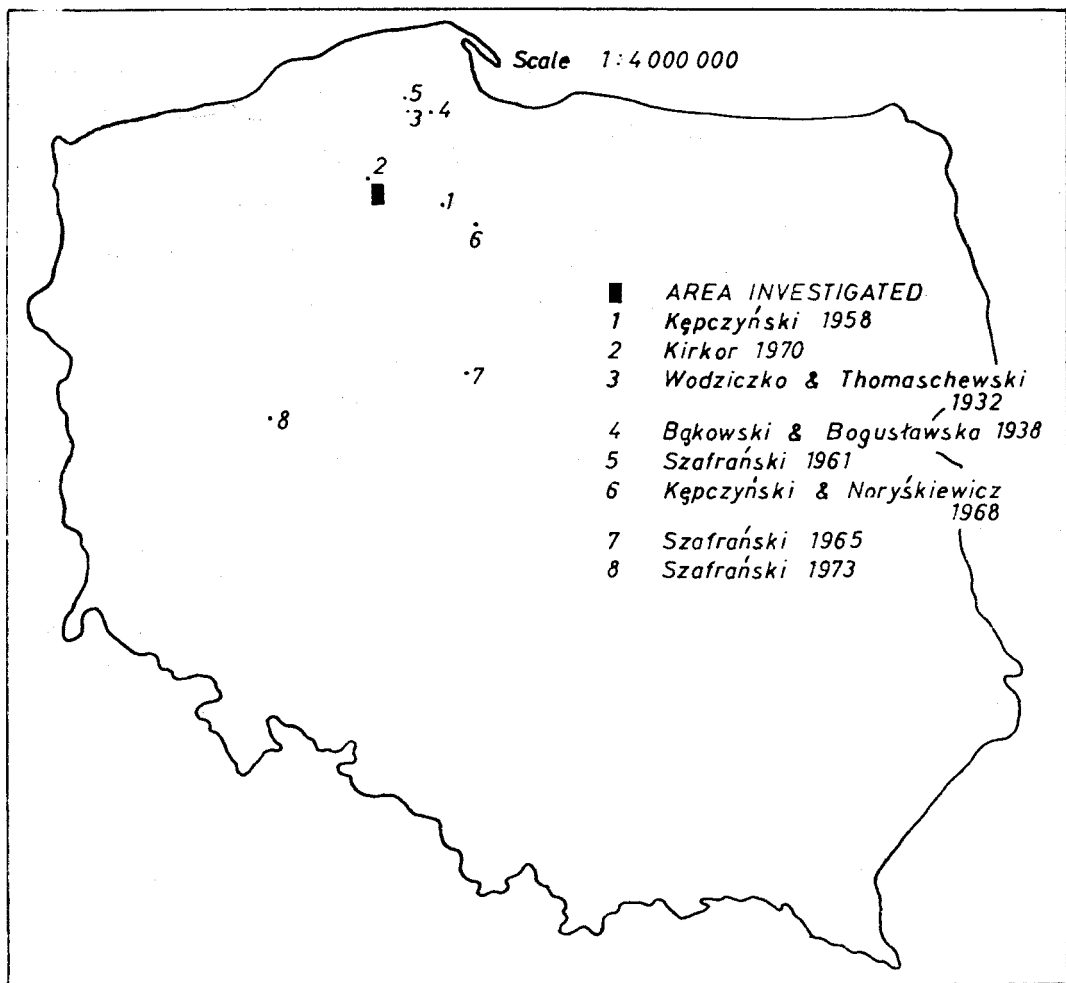 Scale 1:4 000 000
5
3 4
2
1
6
AREA INVESTIGATED
1 Kępczyński 1958
2 Kirkor 1970
3 Wodziczko & Thomaschewski
1932
4 Bąkowski & Bogusławska 1938
5 Szafrański 1961
6 Kępczyński & Noryśkiewicz
1968
7 Szafrański 1965
8 Szafrański 1973
7
8